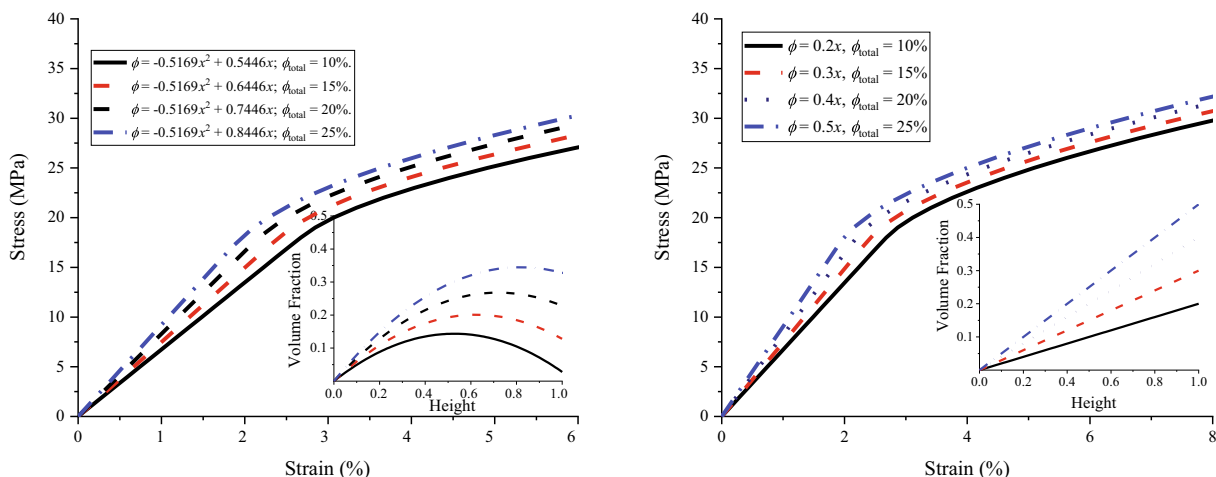 40
35
30
25
20
15
10
5
0
Stress (MPa)
ϕ = -0.5169x² + 0.5446x; ϕtotal = 10%.
ϕ = -0.5169x² + 0.6446x; ϕtotal = 15%.
ϕ = -0.5169x² + 0.7446x; ϕtotal = 20%.
ϕ = -0.5169x² + 0.8446x; ϕtotal = 25%.
0.5
0.4
0.3
0.2
0.1
Volume Fraction
0.0 0.2 0.4 0.6 0.8 1.0
Height
0 1 2 3 4 5 6
Strain (%)
40
35
30
25
20
15
10
5
0
Stress (MPa)
ϕ = 0.2x, ϕtotal = 10%
ϕ = 0.3x, ϕtotal = 15%
ϕ = 0.4x, ϕtotal = 20%
ϕ = 0.5x, ϕtotal = 25%
0.5
0.4
0.3
0.2
0.1
0.0
Volume Fraction
0.0 0.2 0.4 0.6 0.8 1.0
Height
0 2 4 6 8
Strain (%)